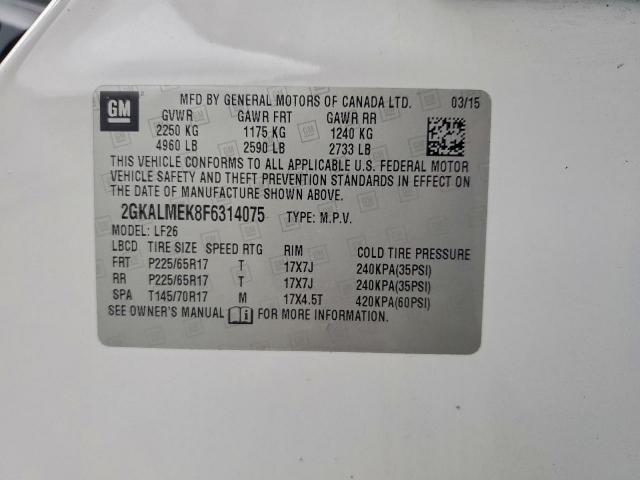 GM
MFD BY GENERAL MOTORS OF CANADA LTD. 03/15
GVWR GAWR FRT GAWR RR
2250 KG 1175 KG 1240 KG
4960 LB 2590 LB 2733 LB
THIS VEHICLE CONFORMS TO ALL APPLICABLE U.S. FEDERAL MOTOR
VEHICLE SAFETY AND THEFT PREVENTION STANDARDS IN EFFECT ON
THE DATE OF MANUFACTURE SHOWN ABOVE.
2GKALMEK8F6314075 TYPE: M.P.V.
MODEL: LF26
LBCD TIRE SIZE SPEED RTG RIM COLD TIRE PRESSURE
FRT P225/65R17 T 17X7J 240KPA(35PSI)
RR P225/65R17 T 17X7J 240KPA(35PSI)
SPA T145/70R17 M 17X4.5T 420KPA(60PSI)
SEE OWNER'S MANUAL FOR MORE INFORMATION.